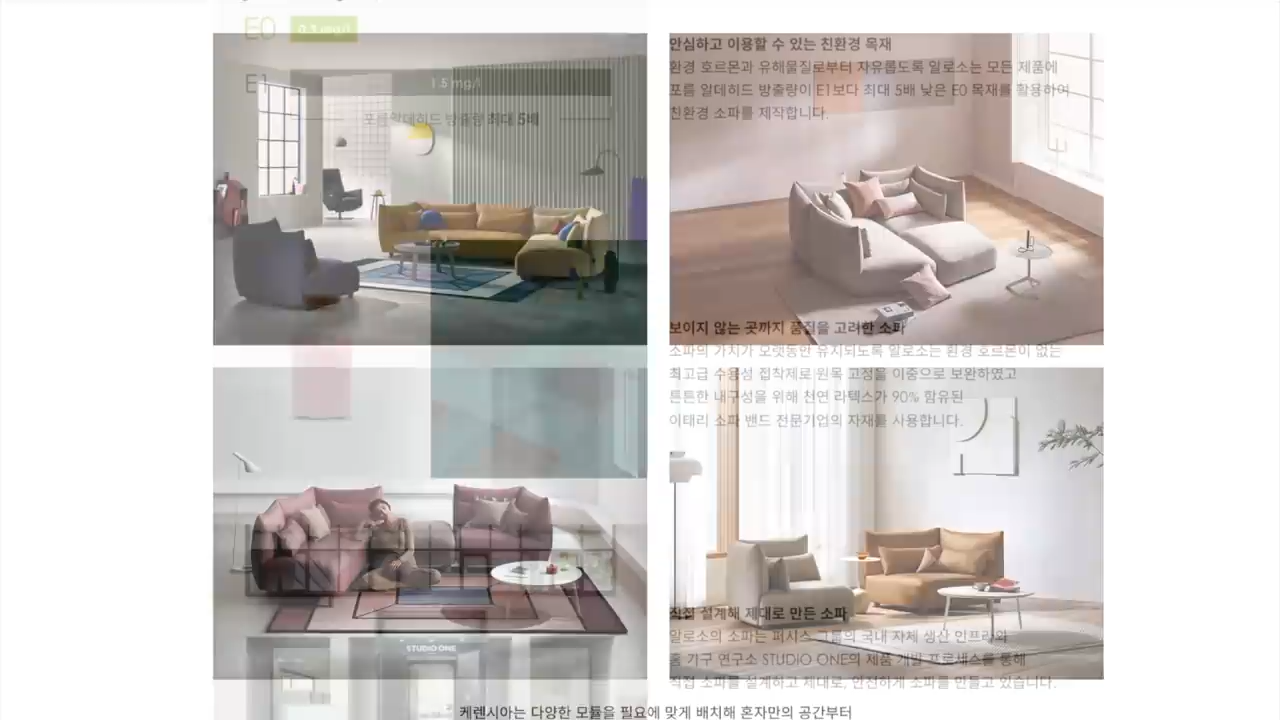 E0
0.3 mg/l
E1
1.5 mg/l
포름알데히드 방출량 최대 5배
안심하고 이용할 수 있는 친환경 목재
환경 호르몬과 유해물질로부터 자유롭도록 알로소는 모든 제품에
포름 알데히드 방출량이 E1보다 최대 5배 낮은 E0 목재를 활용하여
친환경 소파를 제작합니다.
보이지 않는 곳까지 품질을 고려한 소파
소파의 가치가 오랫동안 유지되도록 알로소는 환경 호르몬이 없는
최고급 수용성 접착제로 원목 고정을 이중으로 보완하였고
튼튼한 내구성을 위해 천연 라텍스가 90% 함유된
이태리 소파 밴드 전문기업의 자재를 사용합니다.
STUDIO ONE
직접 설계해 제대로 만든 소파
알로소의 소파는 퍼시스 그룹의 국내 자체 생산 인프라와
홈 가구 연구소 STUDIO ONE의 제품 개발 프로세스를 통해
직접 소파를 설계하고 제대로, 안전하게 소파를 만들고 있습니다.
케렌시아는 다양한 모듈을 필요에 맞게 배치해 혼자만의 공간부터